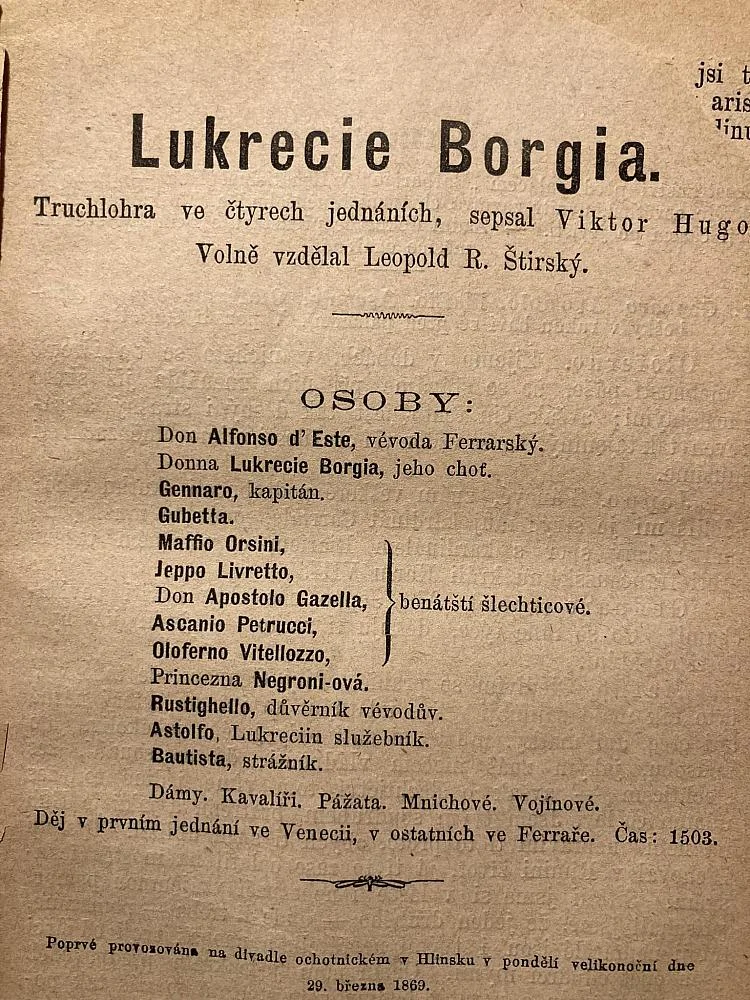 jsi
Lukrecie Borgia.
Truchlohra ve čtyrech jednáních, sepsal Viktor Hugo
Volně vzdělal Leopold R. Štirský.
OSOBY:
Don Alfonso d' Este, vévoda Ferrarský.
Donna Lukrecie Borgia, jeho choť.
Gennaro, kapitán.
Gubetta.
Maffio Orsini,
Jeppo Livretto,
Don Apostolo Gazella,
Ascanio Petrucci,
Oloferno Vitellozzo,
benátští šlechticové.
Princezna Negroni-ová.
Rustighello, důvěrník vévodův.
Astolfo, Lukreciin služebník.
Bautista, strážník.
Dámy. Kavalíři. Pážata. Mnichové. Vojínové.
Děj v prvním jednání ve Venecii, v ostatních ve Ferraře. Čas: 1503.
Poprvé provozována na divadle ochotnickém v Hlinsku v pondělí velikonoční dne
29. března 1869.